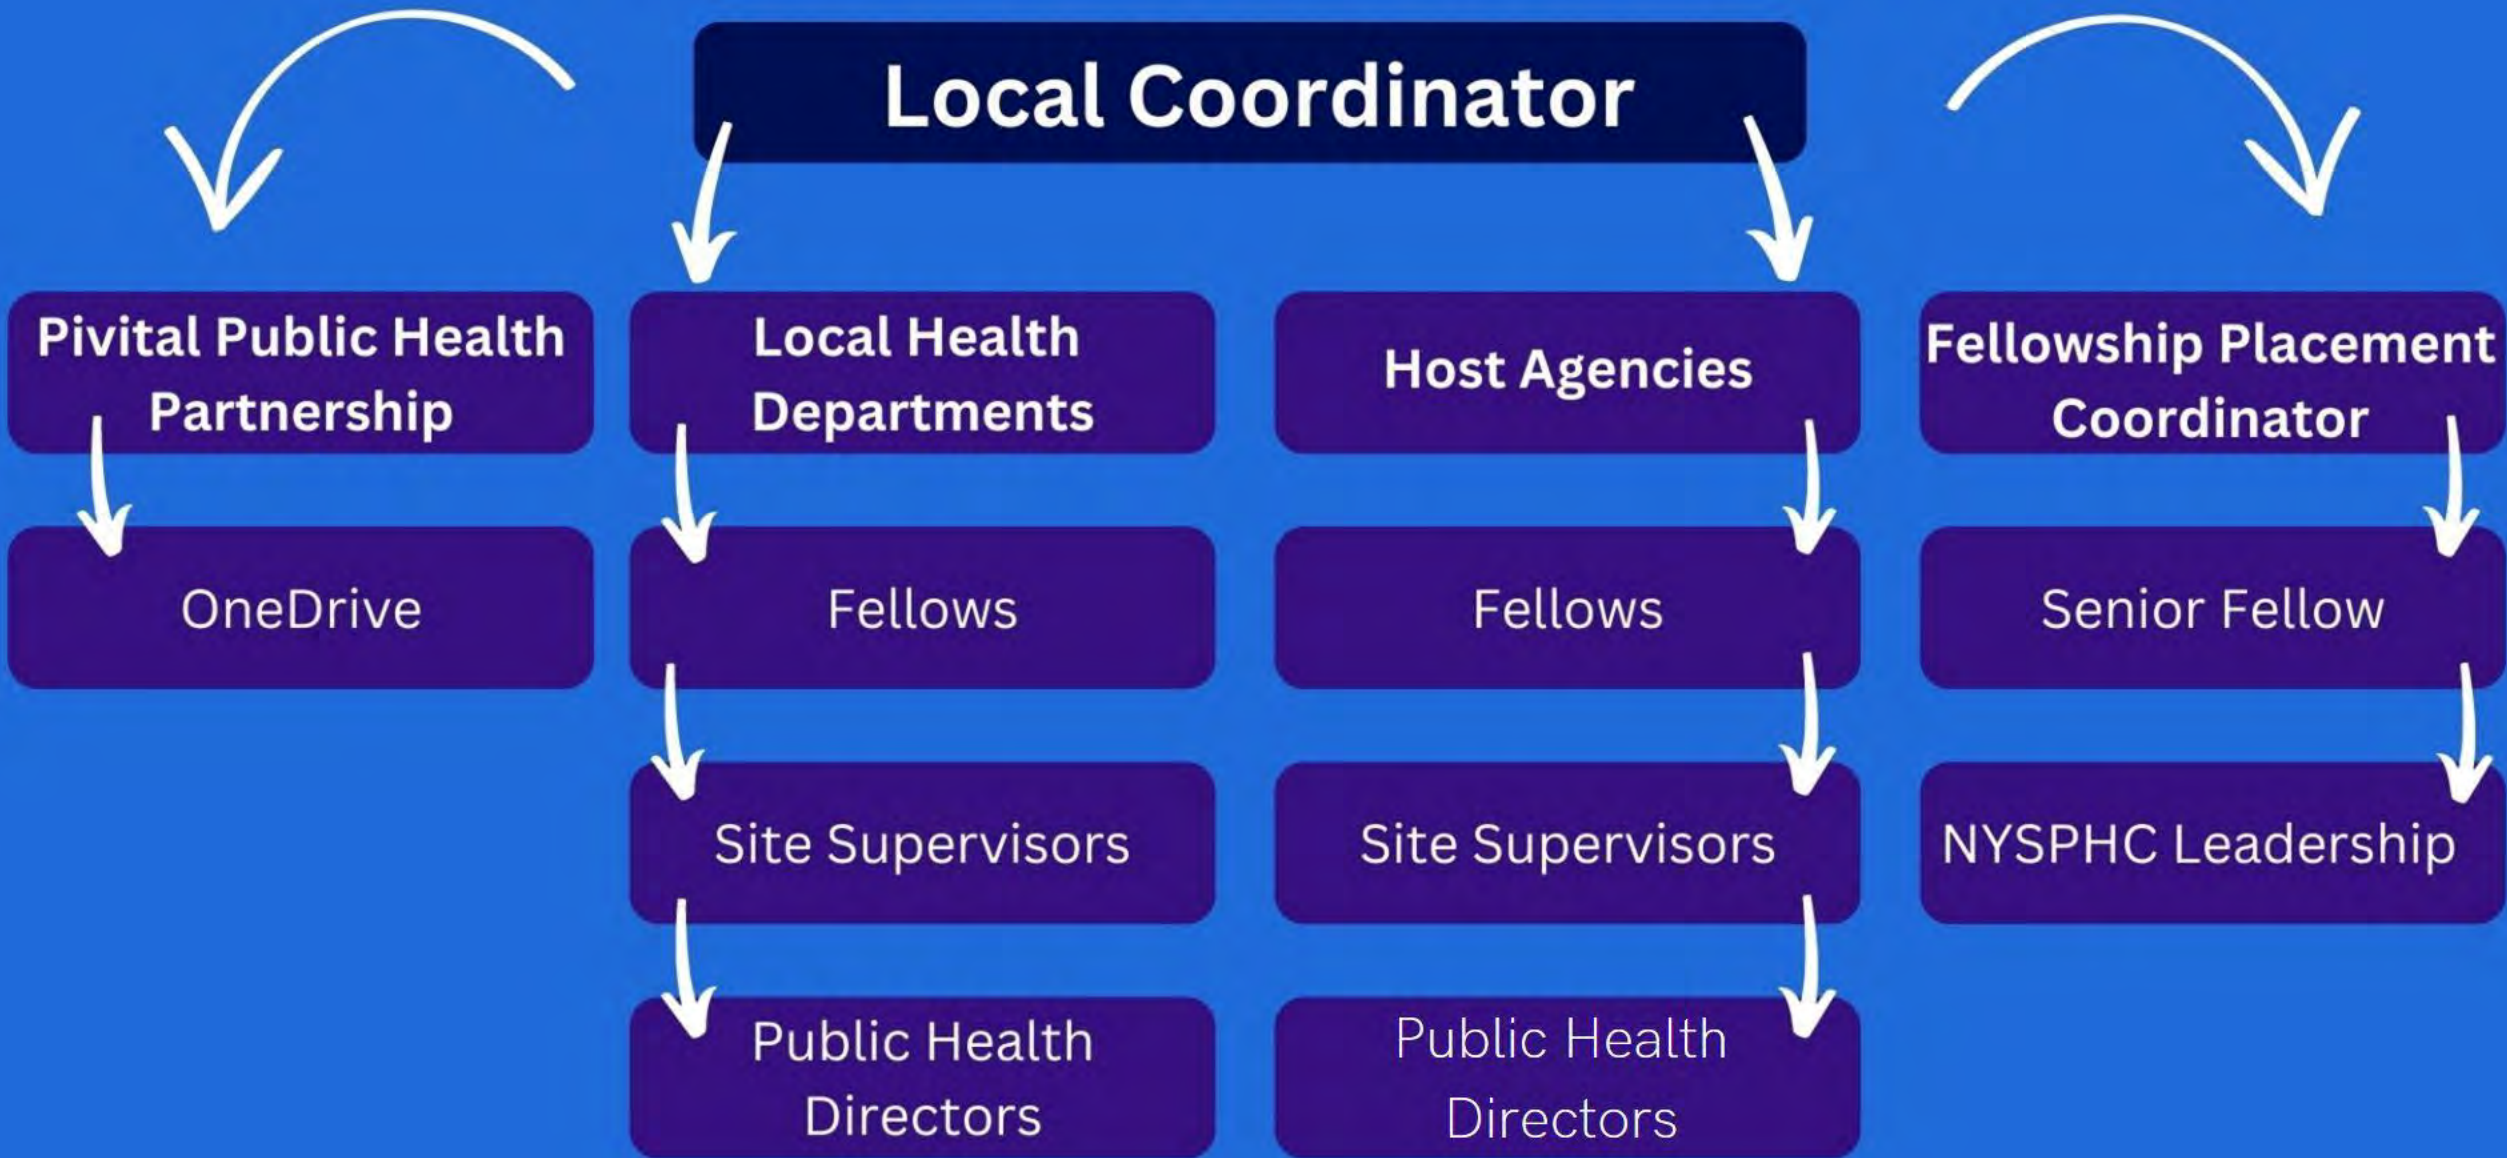 Local Coordinator
Pivital Public Health
Partnership
Local Health
Departments
Host Agencies
Fellowship Placement
Coordinator
OneDrive
Fellows
Fellows
Senior Fellow
Site Supervisors
Site Supervisors
NYSPHC Leadership
Public Health
Directors
Public Health
Directors